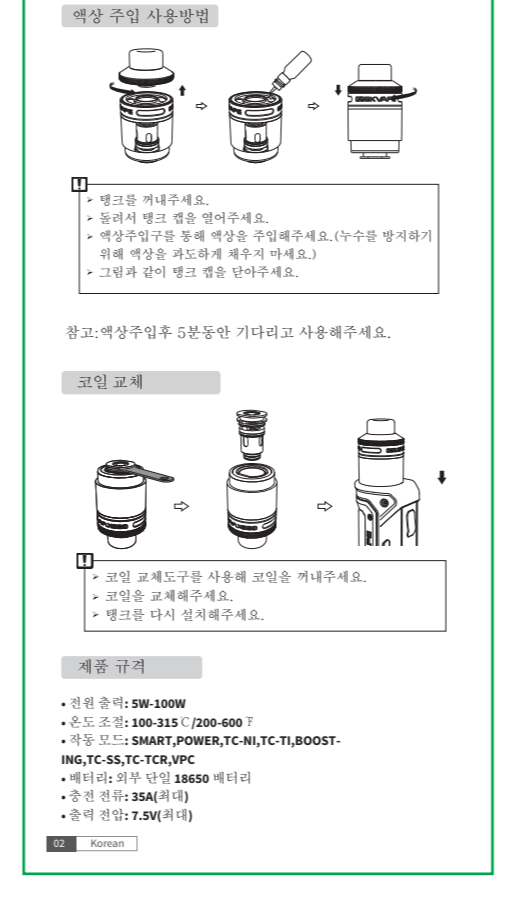 액상 주입 사용방법
➢ 탱크를 꺼내주세요.
➢ 돌려서 탱크 캡을 열어주세요.
➢ 액상주입구를 통해 액상을 주입해주세요.(누수를 방지하기
위해 액상을 과도하게 채우지 마세요.)
➢ 그림과 같이 탱크 캡을 닫아주세요.
참고:액상주입후 5분동안 기다리고 사용해주세요.
코일 교체
➢ 코일 교체도구를 사용해 코일을 꺼내주세요.
➢ 코일을 교체해주세요.
➢ 탱크를 다시 설치해주세요.
제품 규격
• 전원 출력: 5W-100W
• 온도 조절: 100-315℃/200-600℉
• 작동 모드: SMART,POWER,TC-NI,TC-TI,BOOST-
ING,TC-SS,TC-TCR,VPC
• 배터리: 외부 단일 18650 배터리
• 충전 전류: 35A(최대)
• 출력 전압: 7.5V(최대)
02 Korean